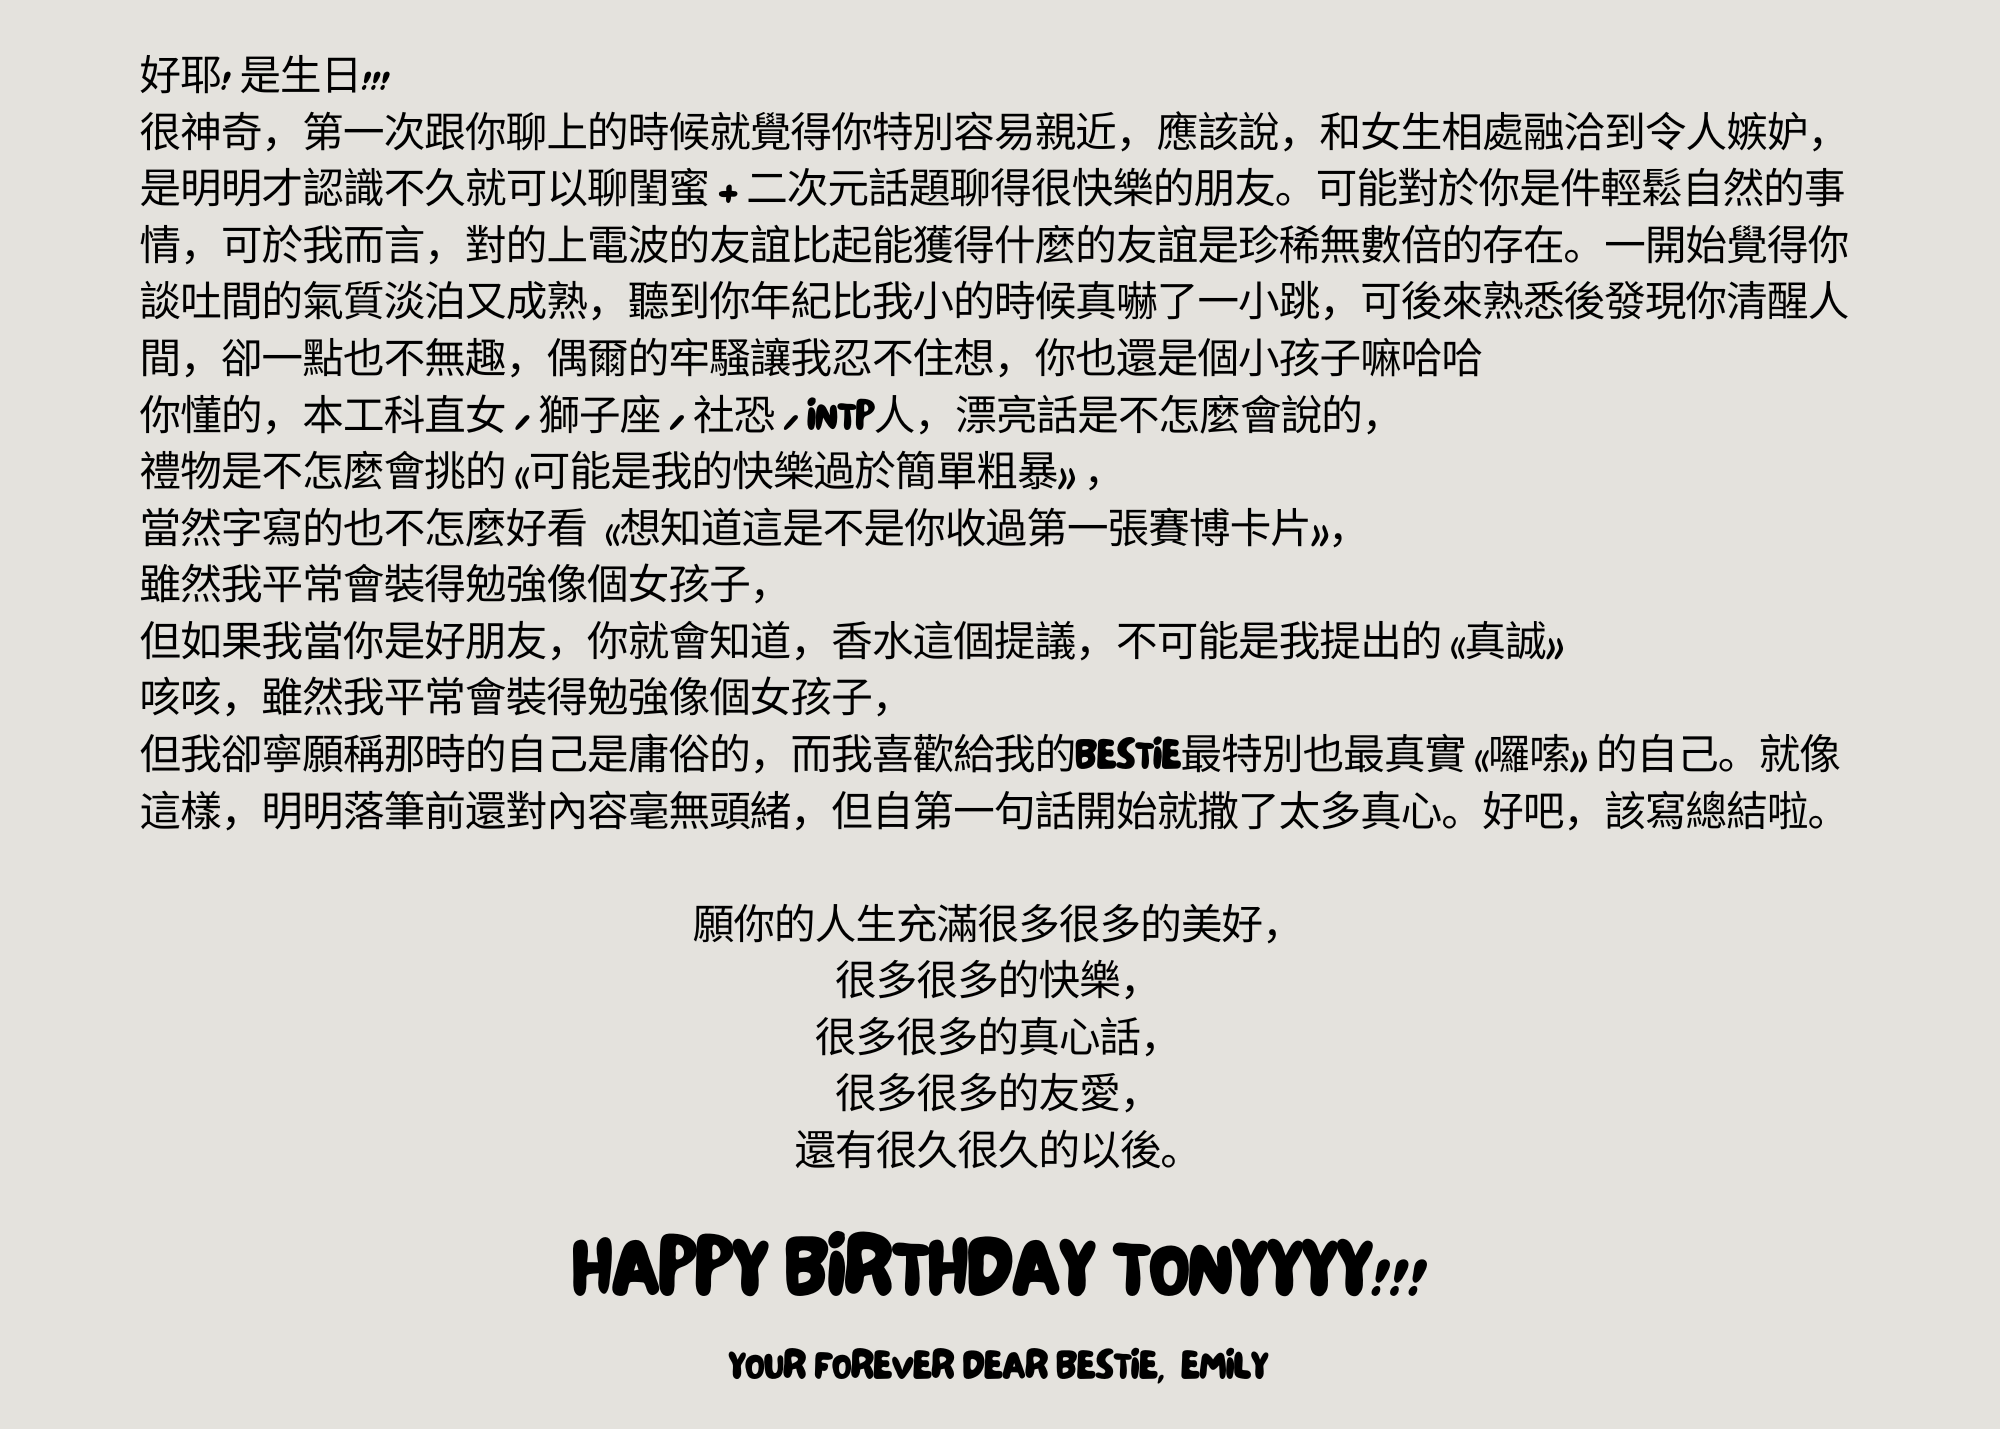 好耶! 是生日!!!
很神奇，第一次跟你聊上的時候就覺得你特別容易親近，應該說，和女生相處融洽到令人嫉妒，
是明明才認識不久就可以聊閨蜜 + 二次元話題聊得很快樂的朋友。可能對於你是件輕鬆自然的事
情，可於我而言，對的上電波的友誼比起能獲得什麼的友誼是珍稀無數倍的存在。一開始覺得你
談吐間的氣質淡泊又成熟，聽到你年紀比我小的時候真嚇了一小跳，可後來熟悉後發現你清醒人
間，卻一點也不無趣，偶爾的牢騷讓我忍不住想，你也還是個小孩子嘛哈哈
你懂的，本工科直女 / 獅子座 / 社恐 / INTP人，漂亮話是不怎麼會說的，
禮物是不怎麼會挑的 《可能是我的快樂過於簡單粗暴》 ，
當然字寫的也不怎麼好看 《想知道這是不是你收過第一張賽博卡片》，
雖然我平常會裝得勉強像個女孩子，
但如果我當你是好朋友，你就會知道，香水這個提議，不可能是我提出的 《真誠》
咳咳，雖然我平常會裝得勉強像個女孩子，
但我卻寧願稱那時的自己是庸俗的，而我喜歡給我的BESTIE最特別也最真實 《囉嗦》 的自己。就像
這樣，明明落筆前還對內容毫無頭緒，但自第一句話開始就撒了太多真心。好吧，該寫總結啦。
願你的人生充滿很多很多的美好，
很多很多的快樂，
很多很多的真心話，
很多很多的友愛，
還有很久很久的以後。
HAPPY BIRTHDAY TONYYYY!!!
YOUR FOREVER DEAR BESTIE, EMILY